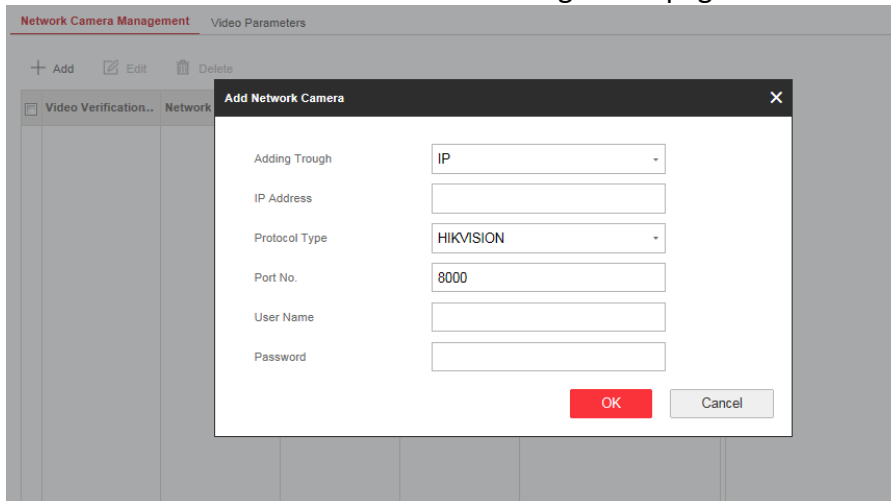 Network Camera Management Video Parameters
Add Edit Delete
Video Verification... Network
Add Network Camera
Adding Trough IP
IP Address
Protocol Type HIKVISION
Port No. 8000
User Name
Password
OK Cancel